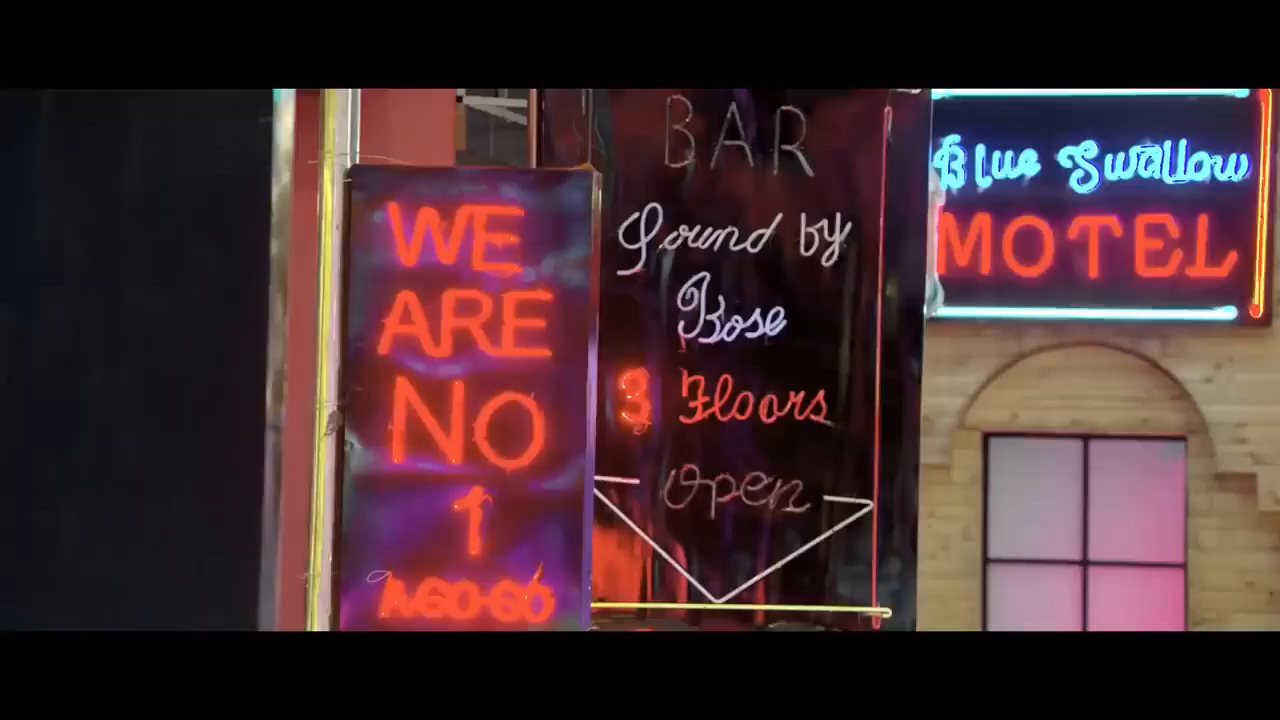 WE
ARE
NO
1
A GO-GO
BAR
Sound by
Bose
3 Floors
Open
Blue Swallow
MOTEL